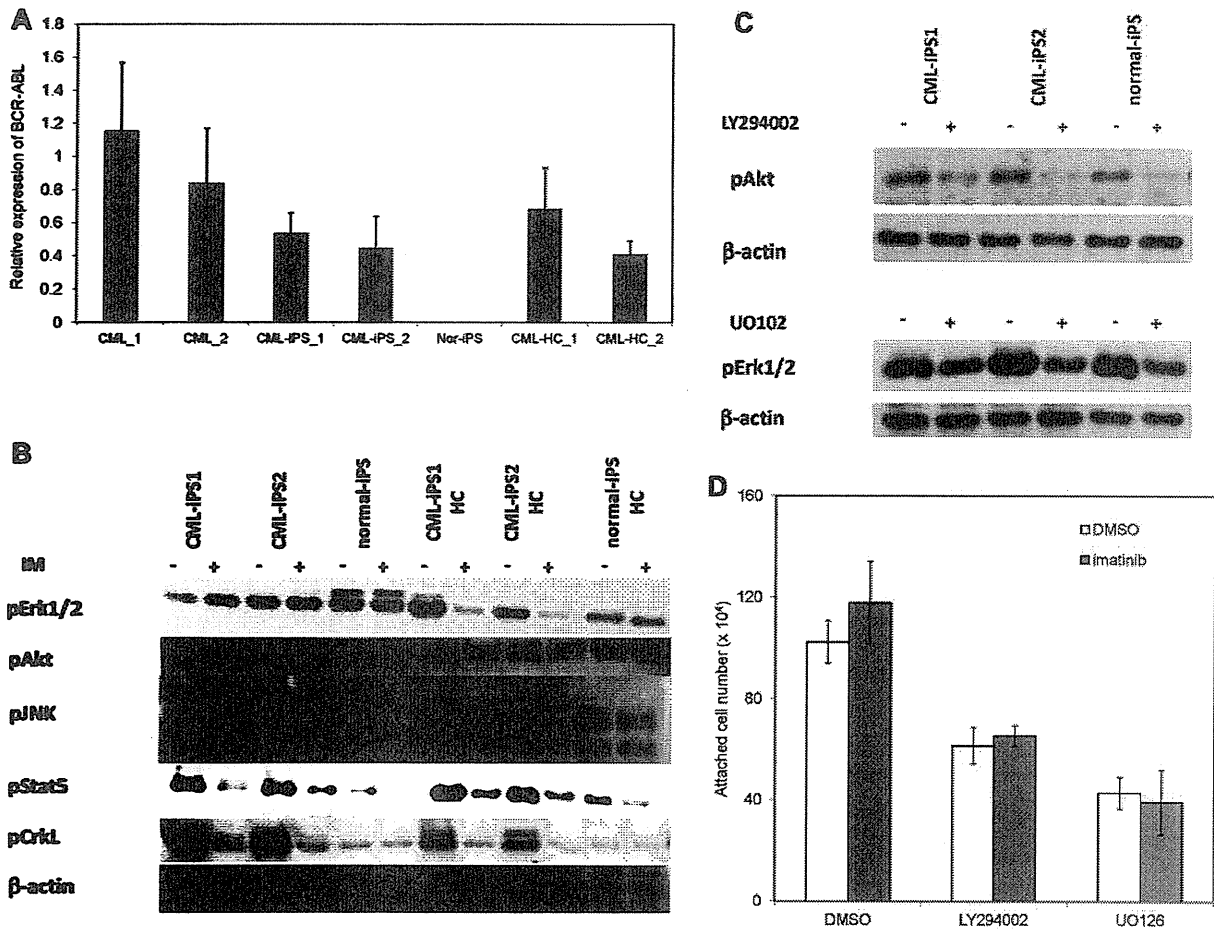 A
Relative expression of BCR-ABL
1.8
1.6
1.4
1.2
1
0.8
0.6
0.4
0.2
0
CML_1
CML_2
CML-iPS_1
CML-iPS_2
Nor-iPS
CML-HC_1
CML-HC_2
B
CML-iPS1
CML-iPS2
normal-iPS
CML-iPS1
HC
CML-iPS2
HC
normal-iPS
HC
IM
- + - + - + - + - + - +
pErk1/2
pAkt
pJNK
pStat5
pCrkL
β-actin
C
CML-iPS1
CML-iPS2
normal-iPS
LY294002
- + - + - +
pAkt
β-actin
UO102
- + - + - +
pErk1/2
β-actin
D
Attached cell number (x 10⁴)
160
120
80
40
0
DMSO
imatinib
DMSO
LY294002
UO126